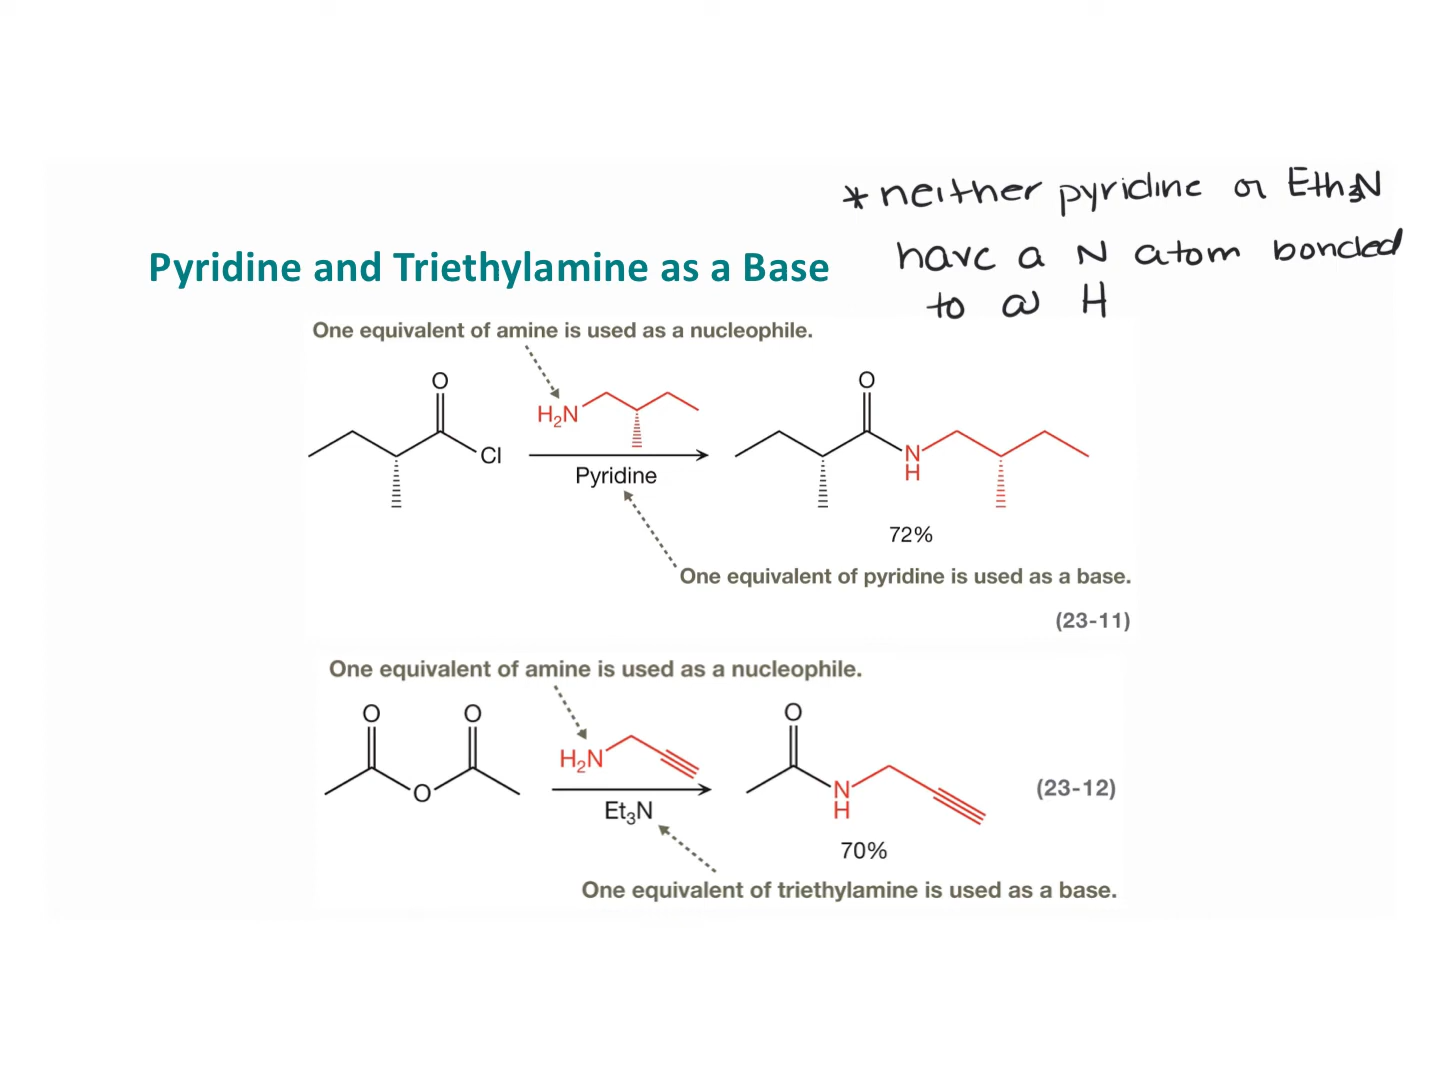 * neither pyridine or Eth3N
have a N atom bonded
to a H
Pyridine and Triethylamine as a Base
One equivalent of amine is used as a nucleophile.
O
H2N
Cl
Pyridine
O
N
H
72%
One equivalent of pyridine is used as a base.
(23-11)
One equivalent of amine is used as a nucleophile.
O O
O
H2N
Et3N
O
N
H
(23-12)
70%
One equivalent of triethylamine is used as a base.